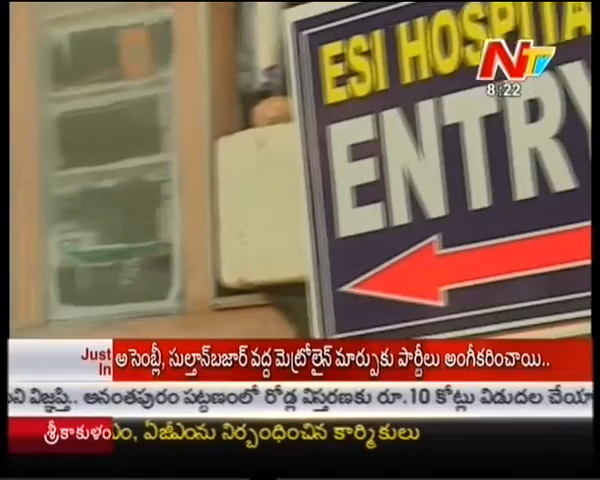 ESI HOSPITA
NTV
8:22
ENTRY
Just In
అసెంబ్లీ, సుల్తాన్‌బజార్ వద్ద మెట్రోలైన్ మార్పుకు పార్టీలు అంగీకరించాయి..
విజ్ఞప్తి.. అనంతపురం పట్టణంలో రోడ్ల విస్తరణకు రూ.10 కోట్లు విడుదల చేయా
శ్రీకాకుళం ఎం, ఏజీఎంను నిర్బంధించిన కార్మికులు